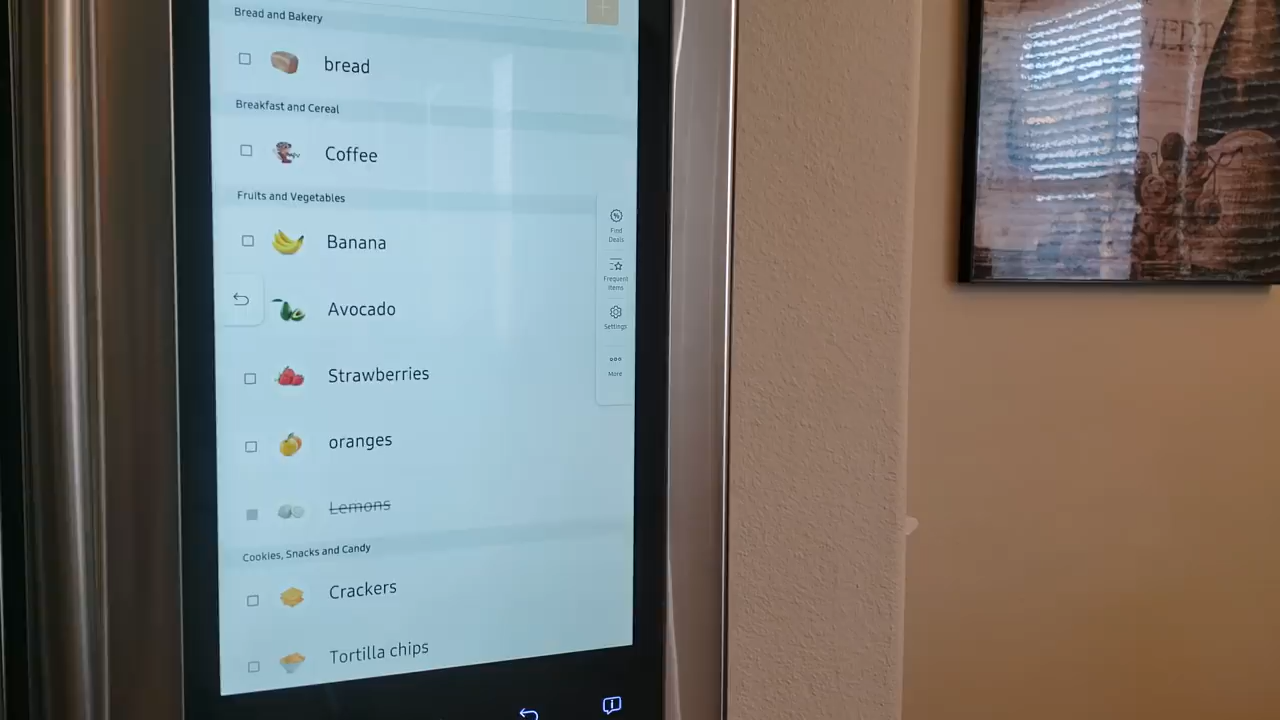 Bread and Bakery
bread
Breakfast and Cereal
Coffee
Fruits and Vegetables
Banana
Avocado
Strawberries
oranges
Lemons
Cookies, Snacks and Candy
Crackers
Tortilla chips
Find
Deals
Frequent
Items
Settings
More